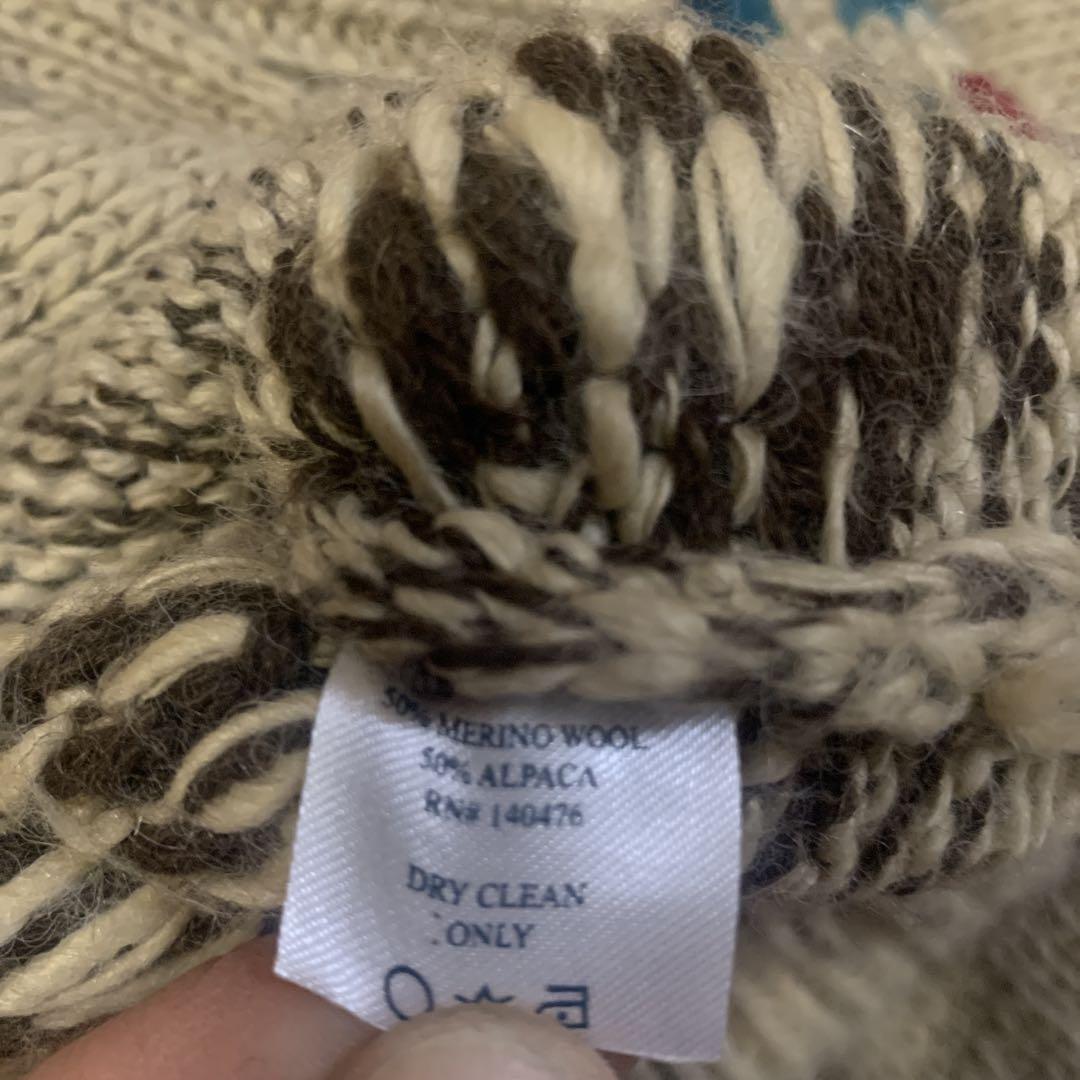 50% MERINO WOOL
50% ALPACA
RN# 140476
DRY CLEAN
ONLY